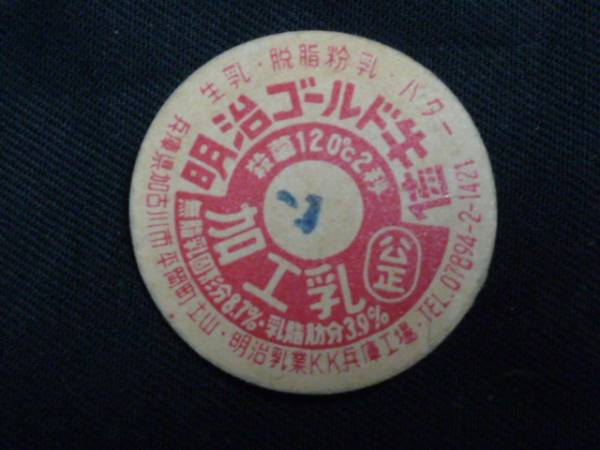 生乳・脱脂粉乳・バター
明治ゴールド牛乳
殺菌120℃2秒
加工乳
公正
無脂乳固形分8.7%・乳脂肪分3.9%
兵庫県加古川市平岡町土山・明治乳業KK兵庫工場・TEL.07894-2-1421